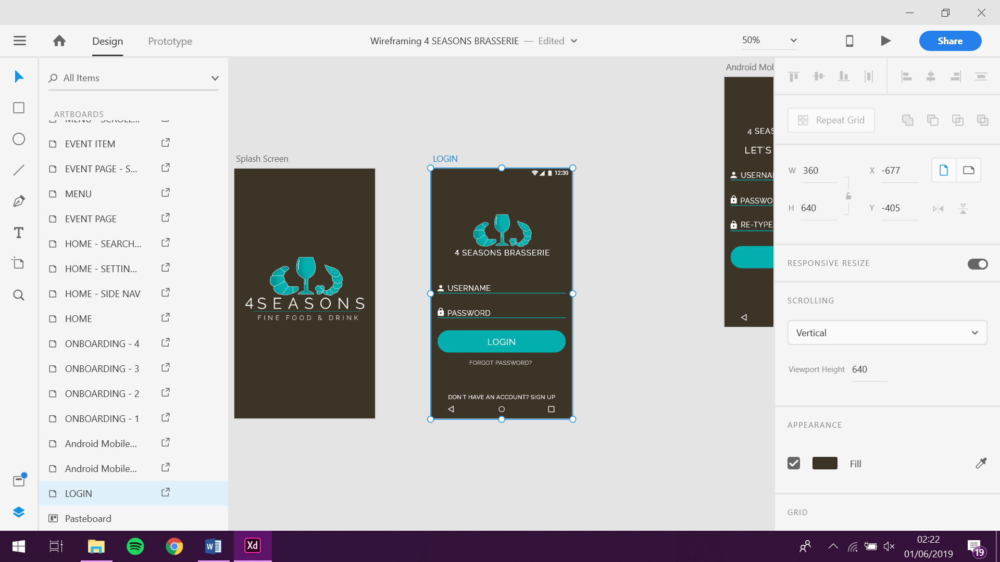 Design
Prototype
Wireframing 4 SEASONS BRASSERIE — Edited
50%
Share
All Items
ARTBOARDS
MENU - SCROLL...
EVENT ITEM
EVENT PAGE - S...
MENU
EVENT PAGE
HOME - SEARCH...
HOME - SETTIN...
HOME - SIDE NAV
HOME
ONBOARDING - 4
ONBOARDING - 3
ONBOARDING - 2
ONBOARDING - 1
Android Mobile...
Android Mobile...
LOGIN
Pasteboard
Splash Screen
4SEASONS
FINE FOOD & DRINK
LOGIN
12:30
4 SEASONS BRASSERIE
USERNAME
PASSWORD
LOGIN
FORGOT PASSWORD?
DON'T HAVE AN ACCOUNT? SIGN UP
Android Mob
4 SEAS
LET'S
USERNA
PASSWO
RE-TYPE
Repeat Grid
W 360
X -677
H 640
Y -405
RESPONSIVE RESIZE
SCROLLING
Vertical
Viewport Height 640
APPEARANCE
Fill
GRID
W
Xd
02:22
01/06/2019
19